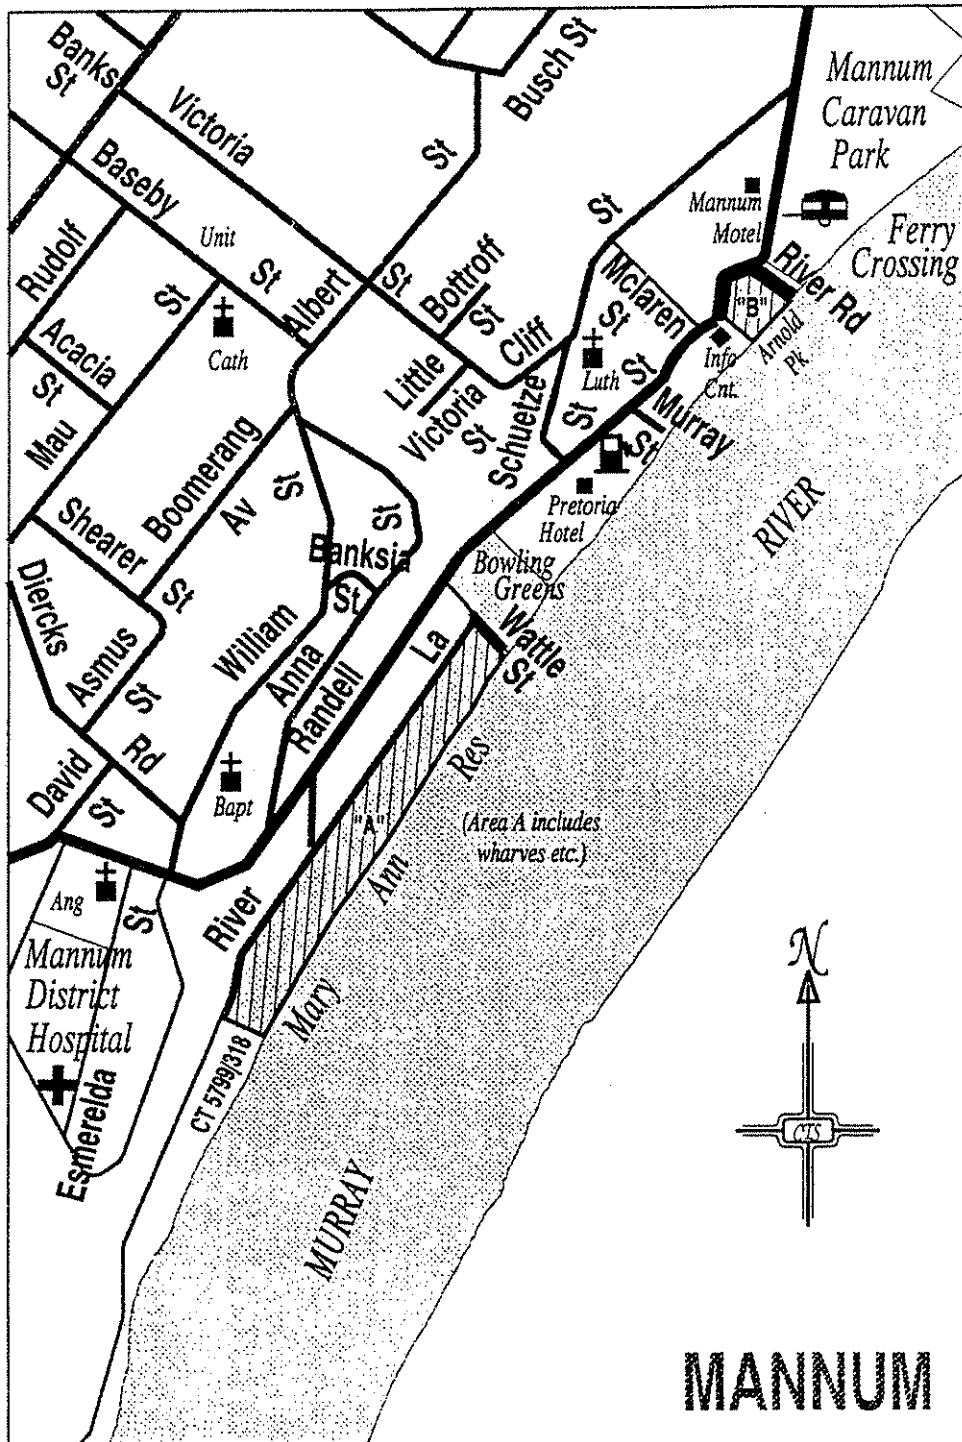 Banks
St
Victoria
St
Busch St
St
Baseby
St
Unit
Rudolf
St
Cath
Albert
St
Bottroff
St
Cliff
St
Mclaren
St
Mannum
Motel
Mannum
Caravan
Park
Ferry
Crossing
River Rd
"B"
Arnold
Pk
Info
Cnt.
Luth
St
Acacia
St
Mau
Little
Victoria
St
Schuetze
St
Murray
St
Pretoria
Hotel
Bowling
Greens
RIVER
Shearer
St
Boomerang
Av
St
St
Banksia
St
Diercks
Rd
Asmus
St
William
Anna
Randell
La
Wattle
St
David
St
Bapt
"A"
Res
(Area A includes
wharves etc.)
Ann
River
Ang
St
Mannum
District
Hospital
Mary
CT 5799/318
Esmerelda
MURRAY
N
CTS
MANNUM